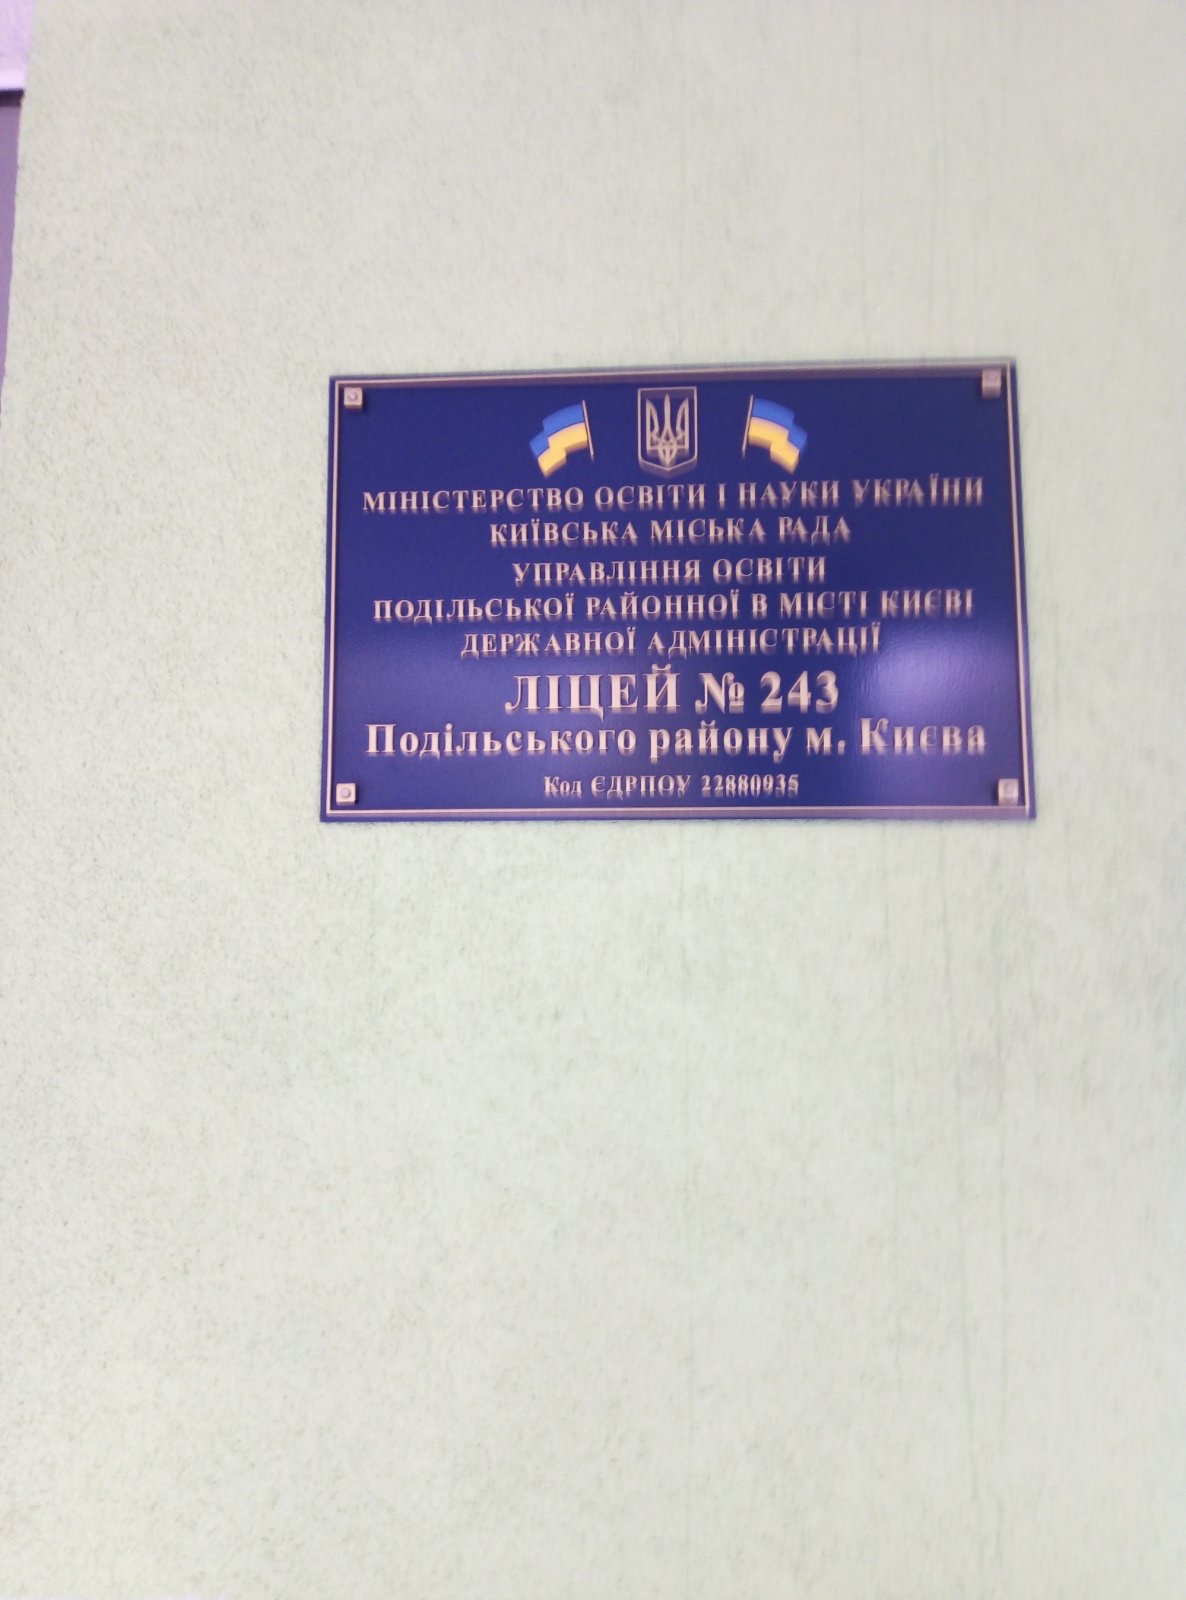 МІНІСТЕРСТВО ОСВІТИ І НАУКИ УКРАЇНИ
КИЇВСЬКА МІСЬКА РАДА
УПРАВЛІННЯ ОСВІТИ
ПОДІЛЬСЬКОЇ РАЙОННОЇ В МІСТІ КИЄВІ
ДЕРЖАВНОЇ АДМІНІСТРАЦІЇ
ЛІЦЕЙ № 243
Подільського району м. Києва
Код ЄДРПОУ 22880935